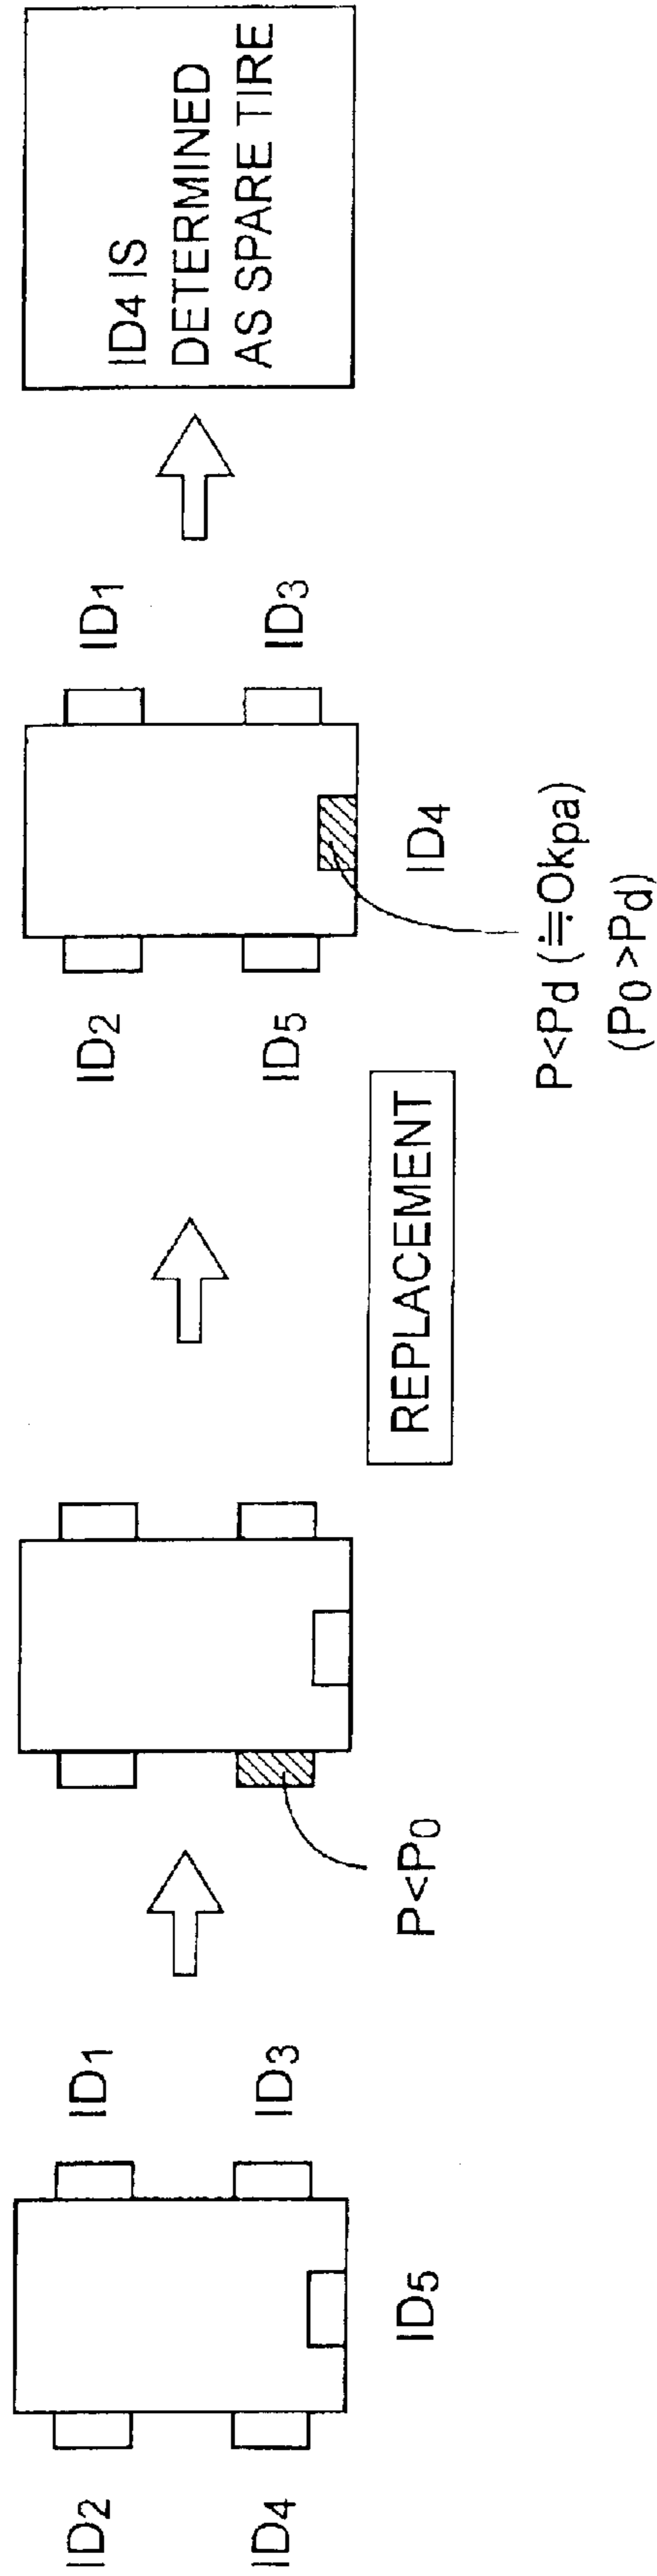 ID2
ID1
ID4
ID3
ID5
P<P0
REPLACEMENT
ID2
ID1
ID5
ID3
ID4
P<Pd (≒0kpa)
(P0 >Pd)
ID4 IS
DETERMINED
AS SPARE TIRE